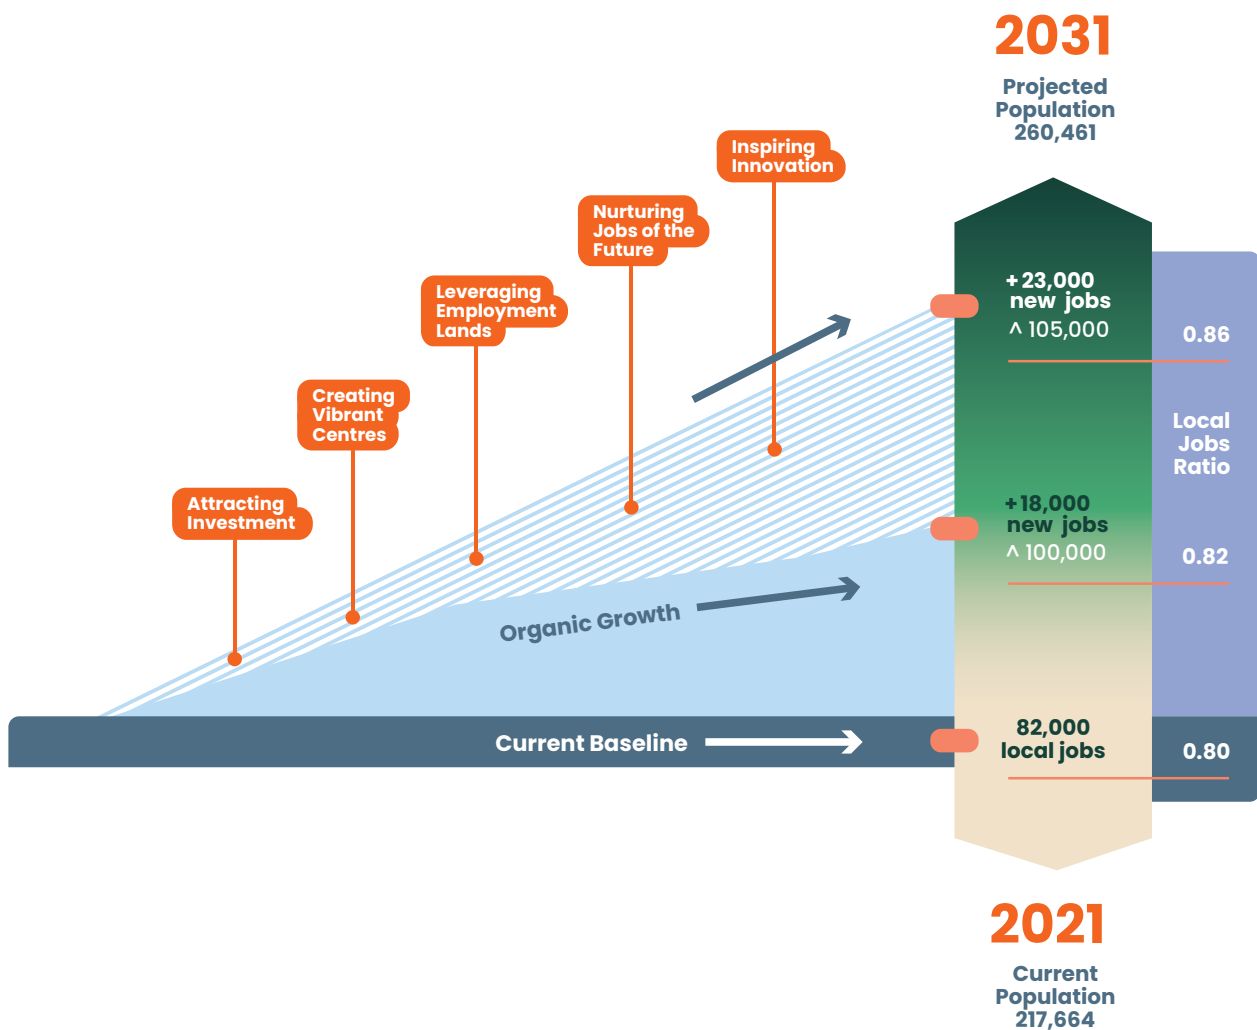 2031
Projected
Population
260,461
Inspiring
Innovation
Nurturing
Jobs of the
Future
Leveraging
Employment
Lands
Creating
Vibrant
Centres
Attracting
Investment
+23,000
new jobs
^ 105,000
0.86
Local
Jobs
Ratio
+18,000
new jobs
^ 100,000
0.82
Organic Growth
Current Baseline
82,000
local jobs
0.80
2021
Current
Population
217,664